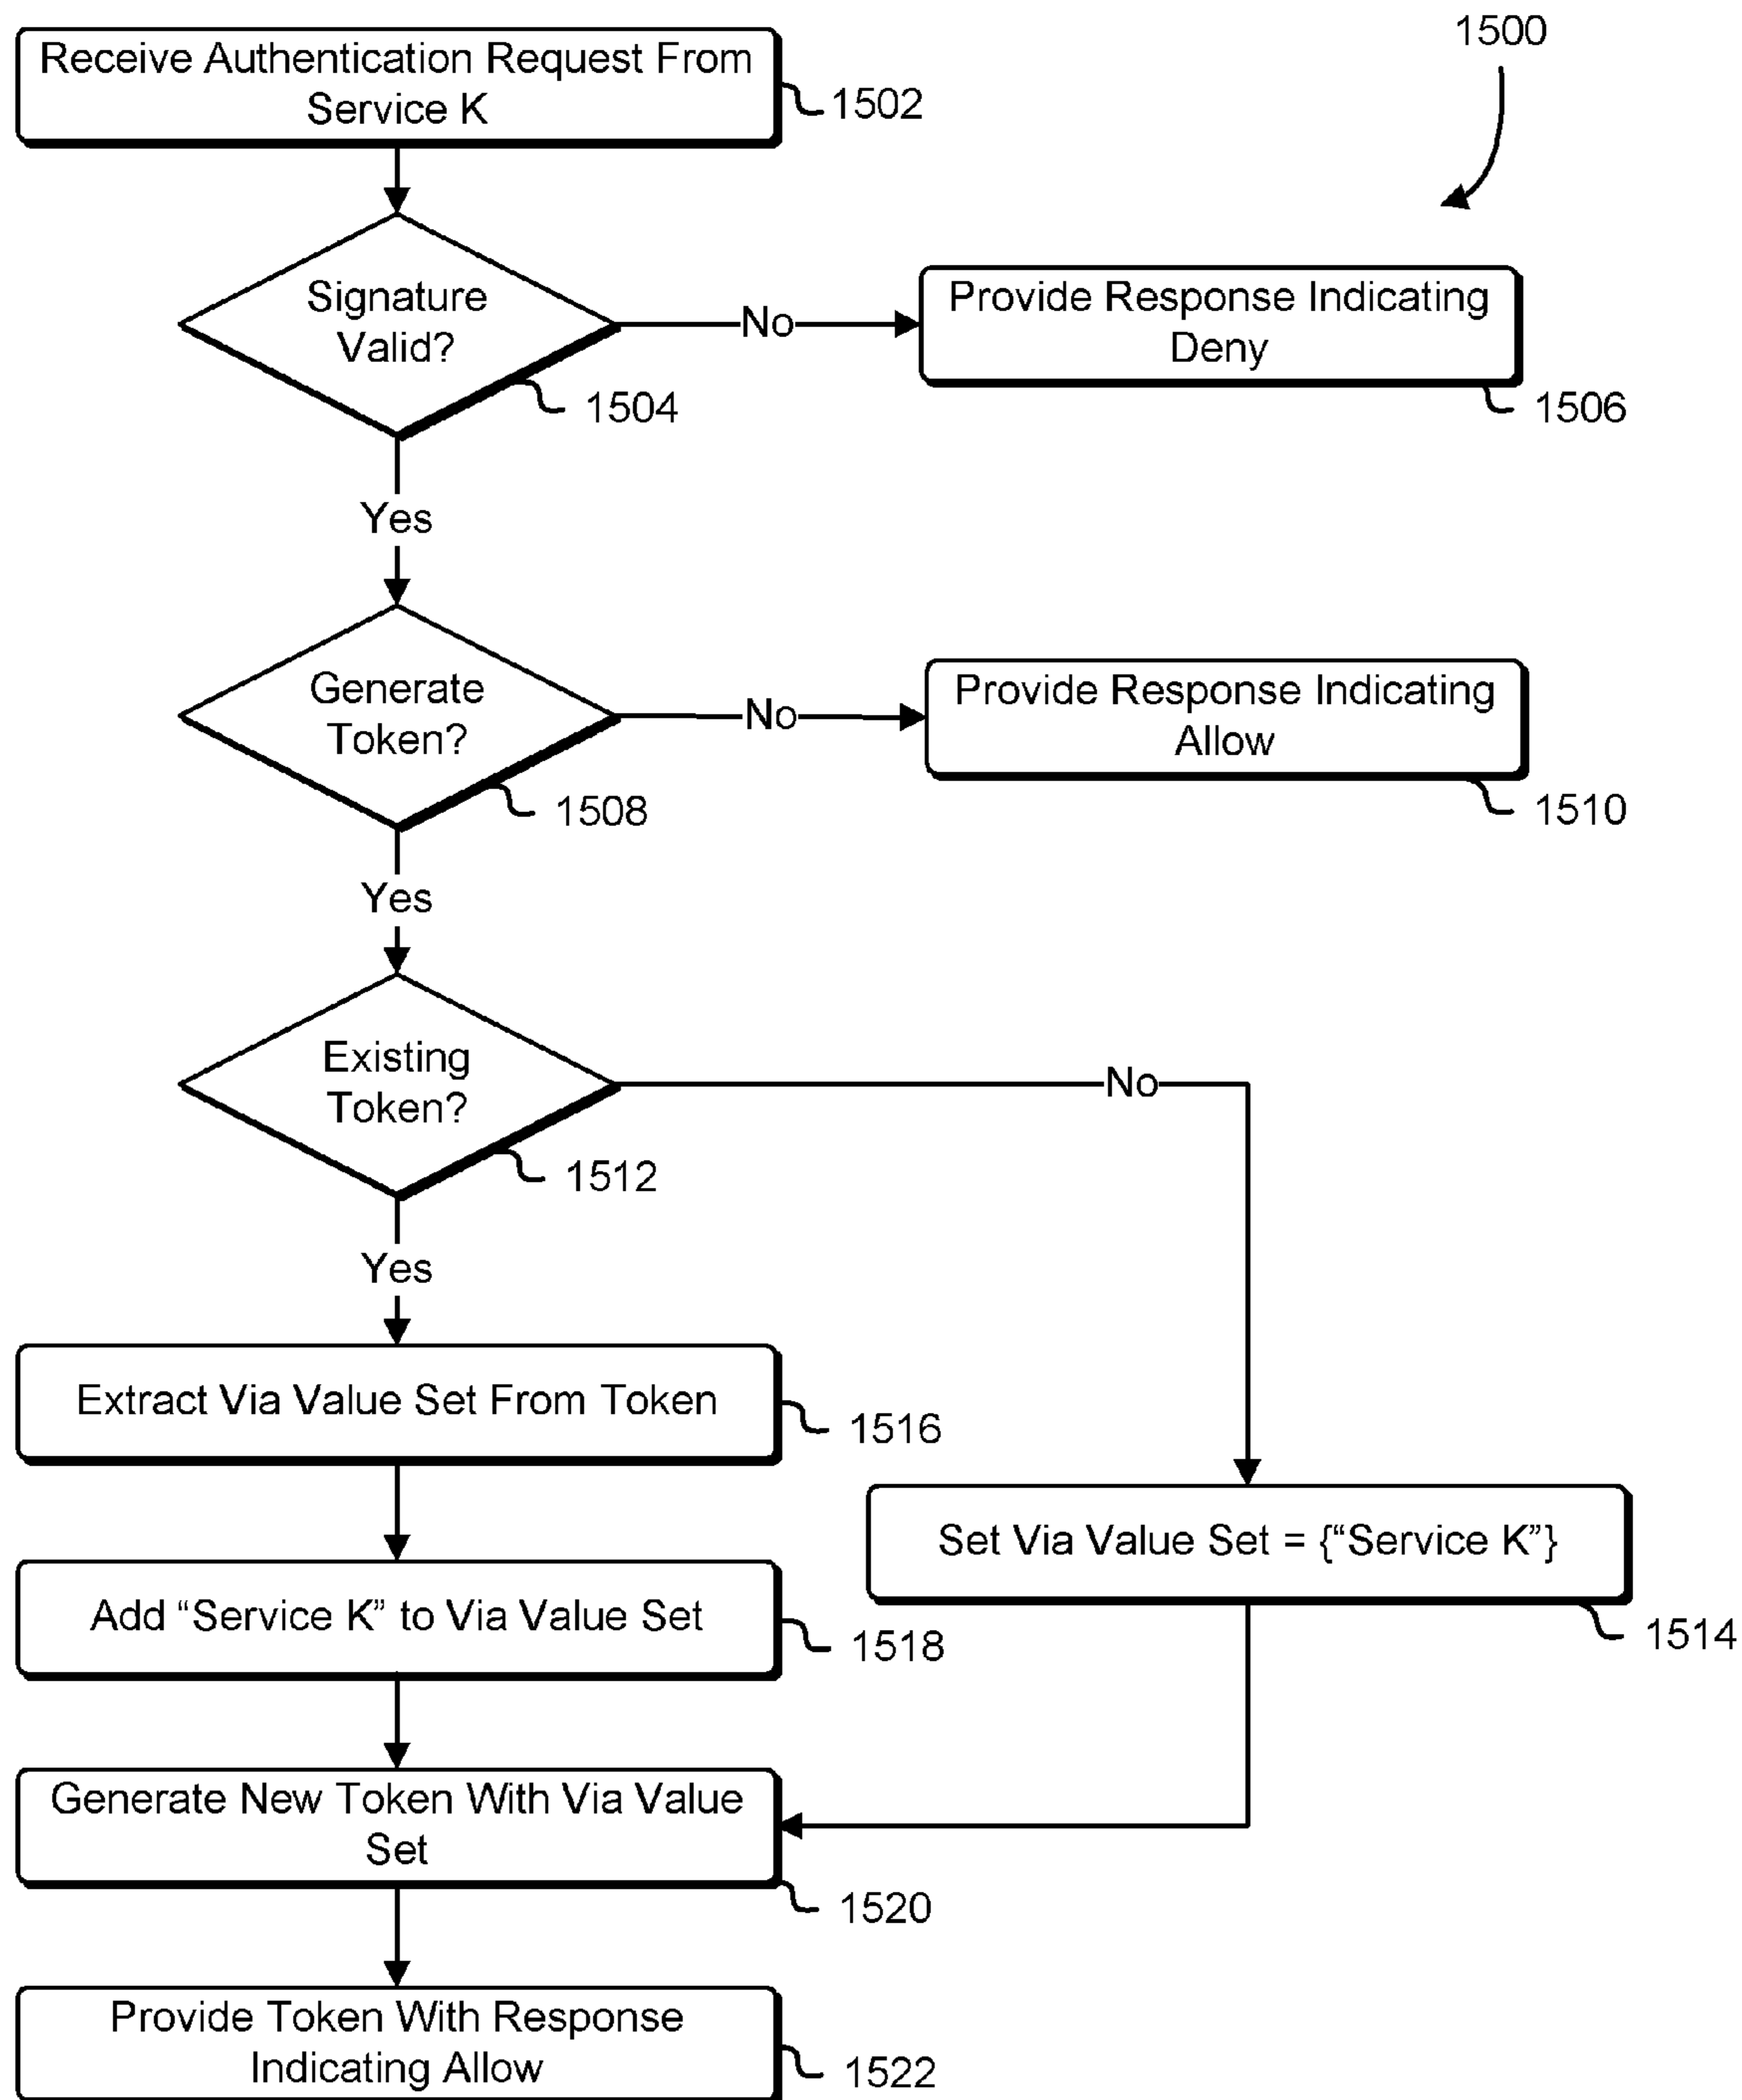 1500
Receive Authentication Request From
Service K
1502
Signature
Valid?
No
Provide Response Indicating
Deny
1504
1506
Yes
Generate
Token?
No
Provide Response Indicating
Allow
1508
1510
Yes
Existing
Token?
No
1512
Yes
Extract Via Value Set From Token
1516
Set Via Value Set = {“Service K”}
1514
Add “Service K” to Via Value Set
1518
Generate New Token With Via Value
Set
1520
Provide Token With Response
Indicating Allow
1522